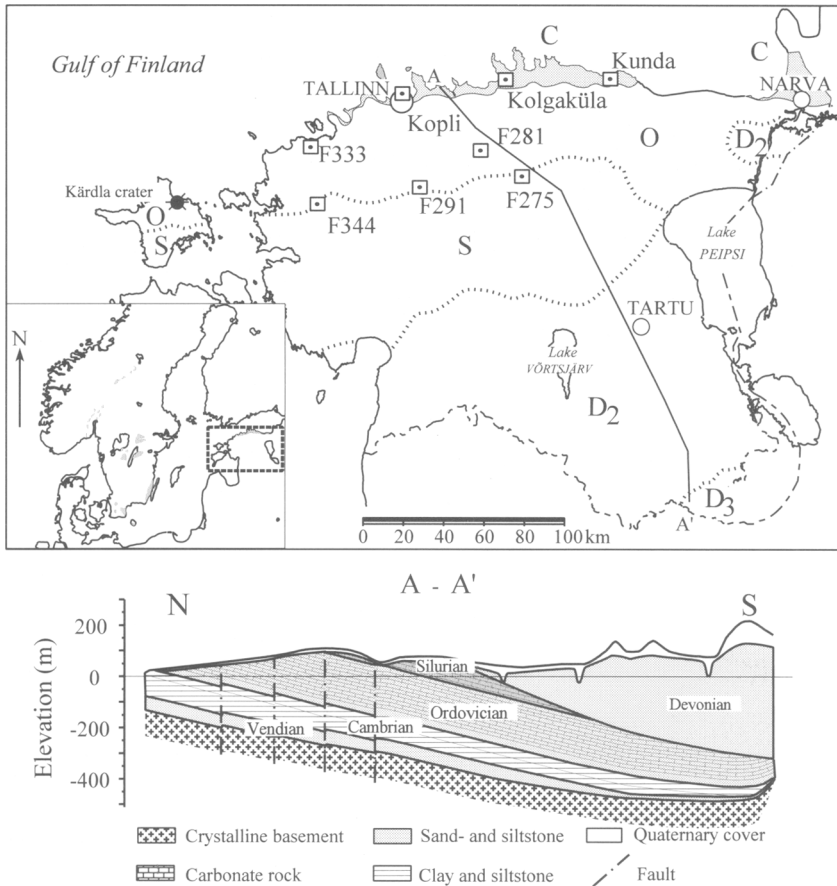 Gulf of Finland
C
C
Kunda
TALLINN
A
NARVA
Kolgaküla
Kopli
F281
O
D2
F333
Kärdla crater
O
F291
F275
F344
S
S
Lake
PEIPSI
TARTU
N
Lake
VÕRTSJÄRV
D2
D3
0 20 40 60 80 100 km
A'
A - A'
N
S
Elevation (m)
200
0
-200
-400
Silurian
Ordovician
Devonian
Vendian
Cambrian
Crystalline basement
Sand- and siltstone
Quaternary cover
Carbonate rock
Clay and siltstone
Fault